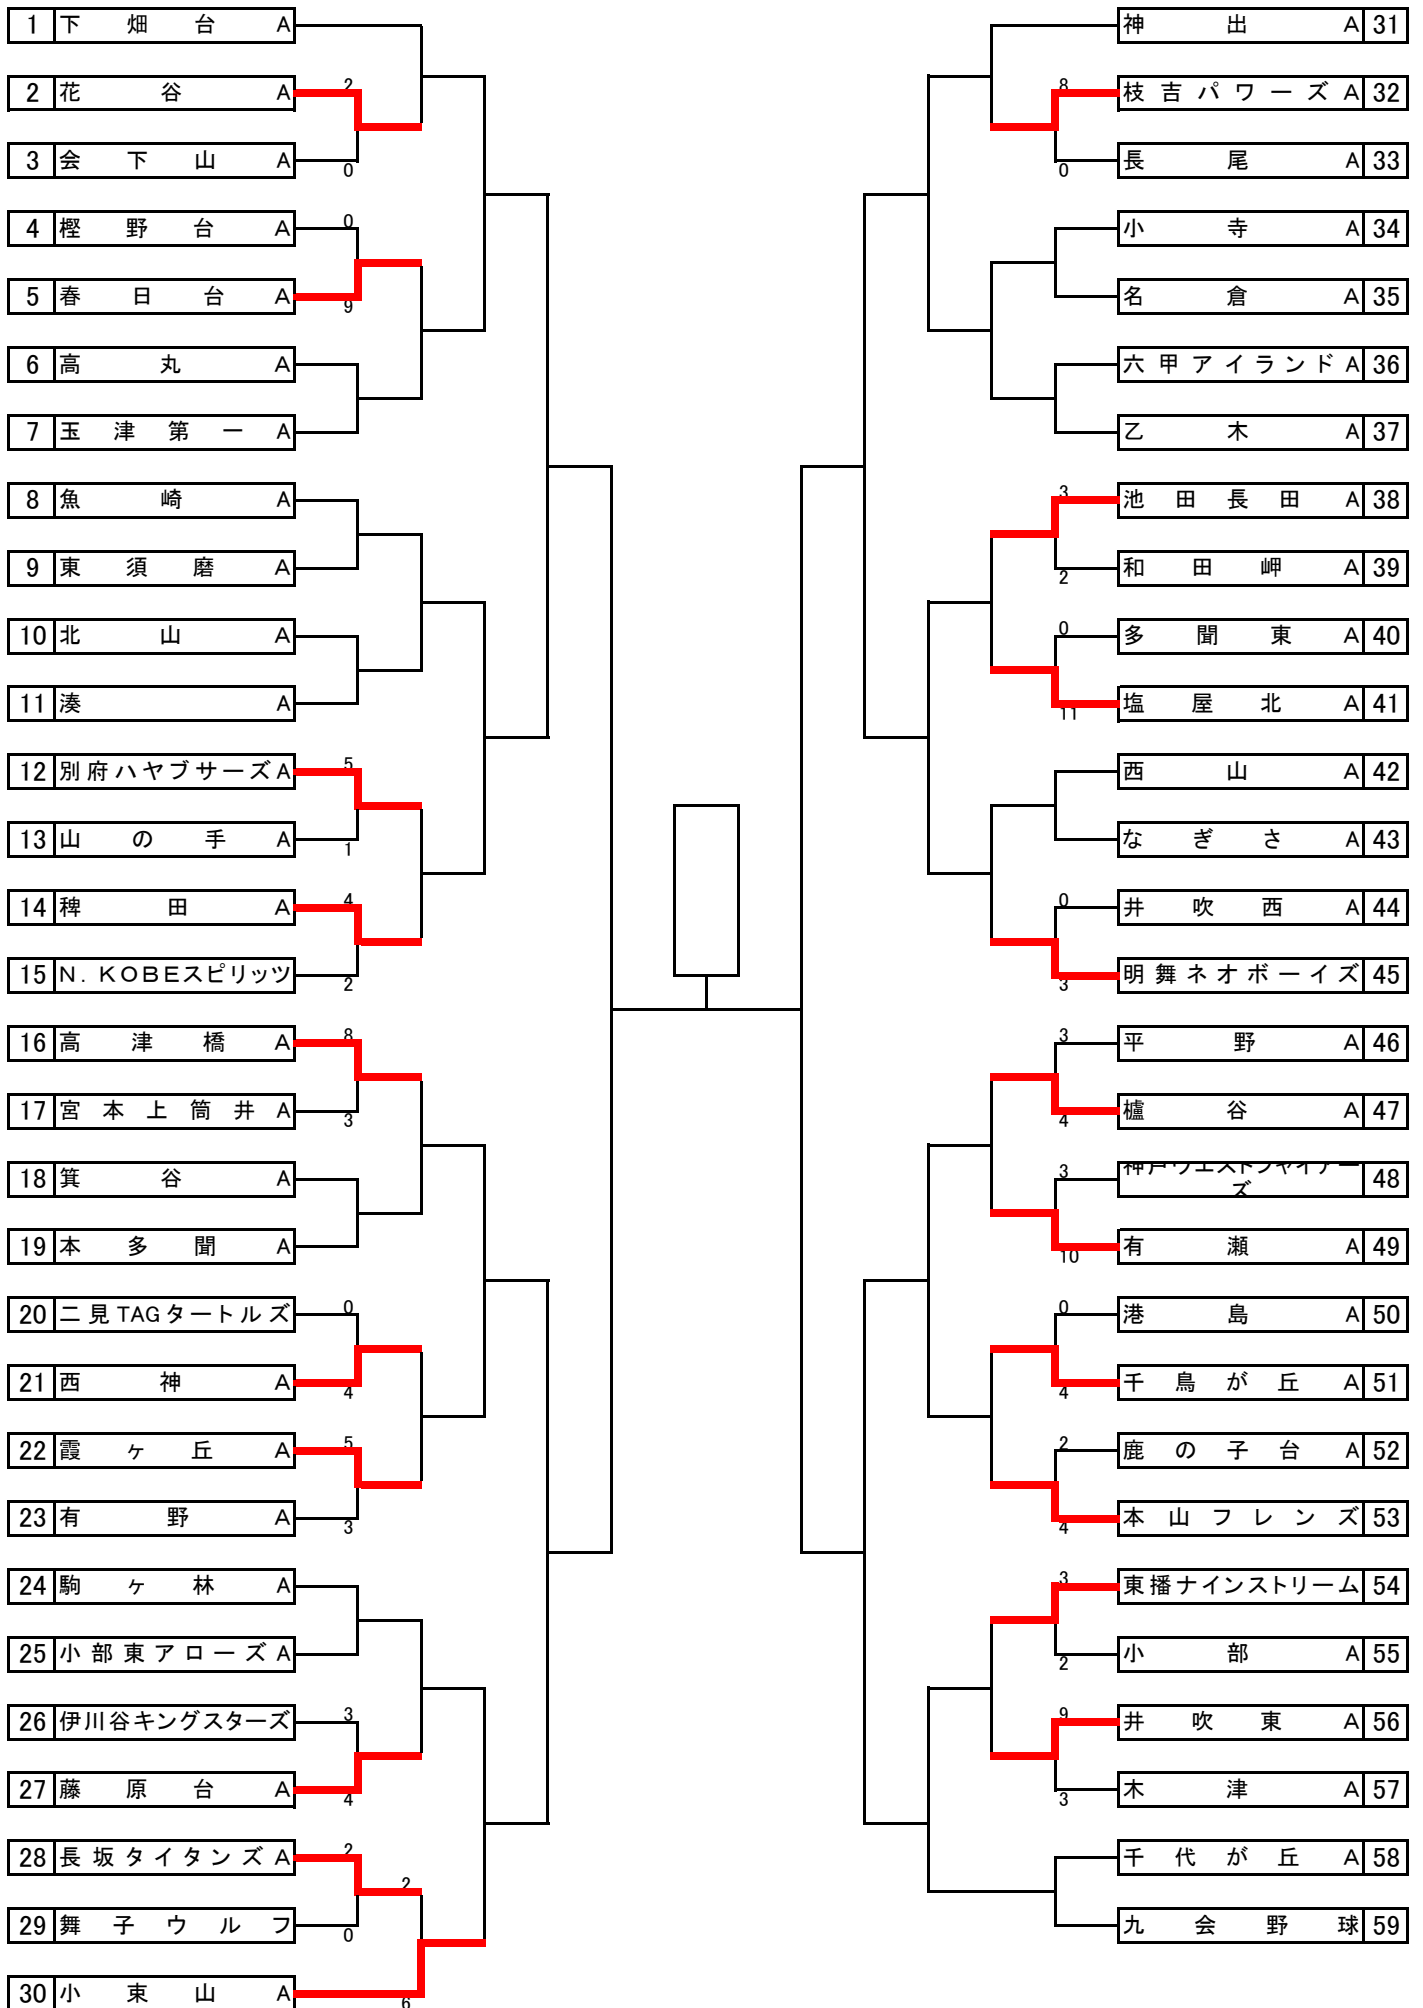 1 下畑台 A
2 花谷 A 2
3 会下山 A 0
4 樫野台 A 0
5 春日台 A 9
6 高丸 A
7 玉津第一 A
8 魚崎 A
9 東須磨 A
10 北山 A
11 湊 A
12 別府ハヤブサーズ A 5
13 山の手 A 1
14 稗田 A 4
15 N.KOBEスピリッツ 2
16 高津橋 A 8
17 宮本上筒井 A 3
18 箕谷 A
19 本多聞 A
20 二見TAGタートルズ 0
21 西神 A 4
22 霞ヶ丘 A 5
23 有野 A 3
24 駒ヶ林 A
25 小部東アローズ A
26 伊川谷キングスターズ 3
27 藤原台 A 4
28 長坂タイタンズ A 2
2
29 舞子ウルフ 0
30 小東山 A 6
神出 A 31
8 枝吉パワーズ A 32
0 長尾 A 33
小寺 A 34
名倉 A 35
六甲アイランド A 36
乙木 A 37
3 池田長田 A 38
2 和田岬 A 39
0 多聞東 A 40
11 塩屋北 A 41
西山 A 42
なぎさ A 43
0 井吹西 A 44
3 明舞ネオボーイズ 45
3 平野 A 46
4 櫨谷 A 47
3 神戸ウエストジャイアーズ 48
10 有瀬 A 49
0 港島 A 50
4 千鳥が丘 A 51
2 鹿の子台 A 52
4 本山フレンズ 53
3 東播ナインストリーム 54
2 小部 A 55
9 井吹東 A 56
3 木津 A 57
千代が丘 A 58
九会野球 59